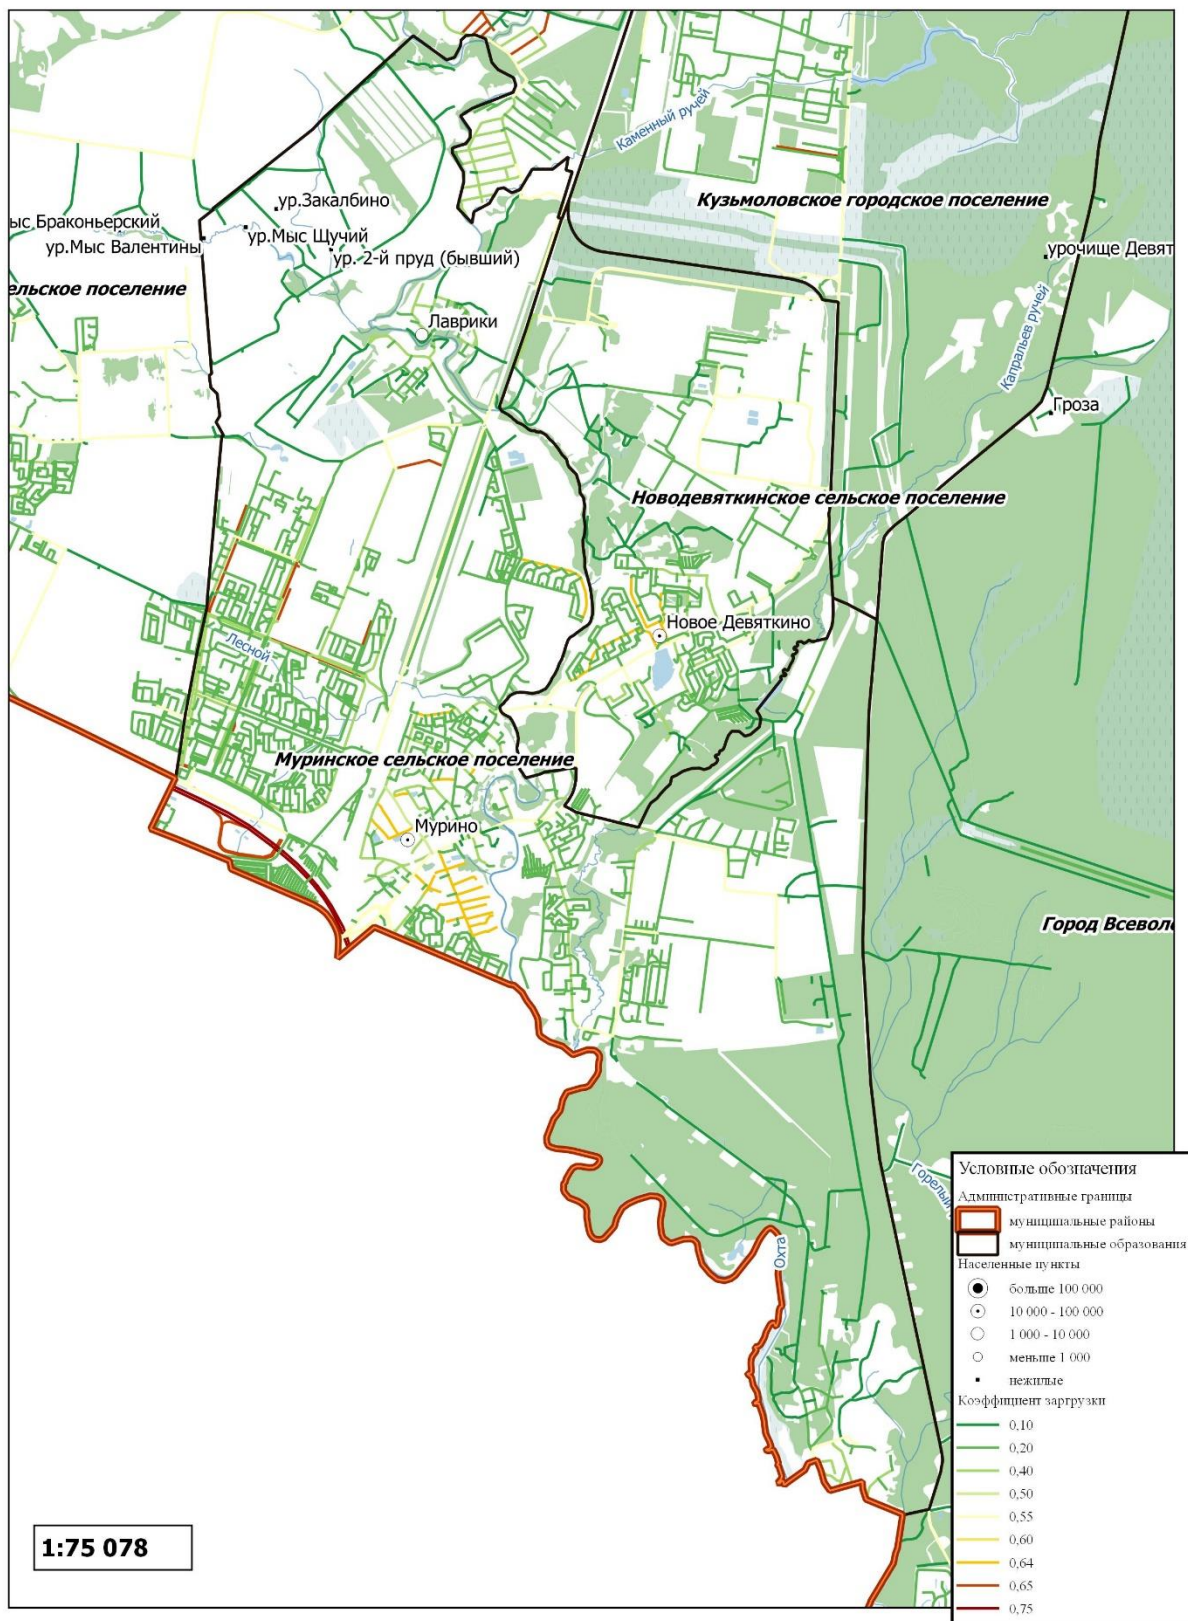 Каменный ручей
Кузьмоловское городское поселение
ур.Закалбино
ыс Браконьерский
ур.Мыс Щучий
ур.Мыс Валентины
ур. 2-й пруд (бывший)
урочище Девят
ельское поселение
Капральев ручей
Лаврики
Гроза
Новодевяткинское сельское поселение
Новое Девяткино
Лесной
Муринское сельское поселение
Мурино
Город Всевол
Горелый
Охта
Условные обозначения
Административные границы
муниципальные районы
муниципальные образования
Населенные пункты
больше 100 000
10 000 - 100 000
1 000 - 10 000
меньше 1 000
нежилые
Коэффициент заргрузки
0,10
0,20
0,40
0,50
0,55
0,60
0,64
0,65
0,75
1:75 078